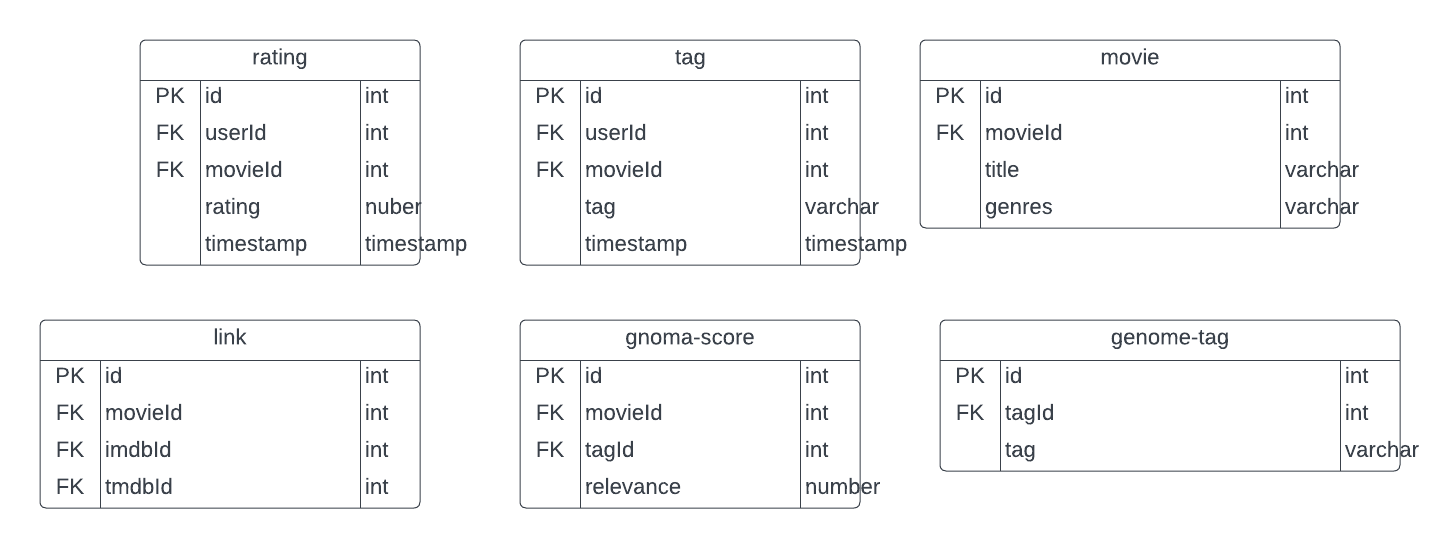 rating
PK id int
FK userId int
FK movieId int
rating nuber
timestamp timestamp
tag
PK id int
FK userId int
FK movieId int
tag varchar
timestamp timestamp
movie
PK id int
FK movieId int
title varchar
genres varchar
link
PK id int
FK movieId int
FK imdbId int
FK tmdbId int
gnoma-score
PK id int
FK movieId int
FK tagId int
relevance number
genome-tag
PK id int
FK tagId int
tag varchar